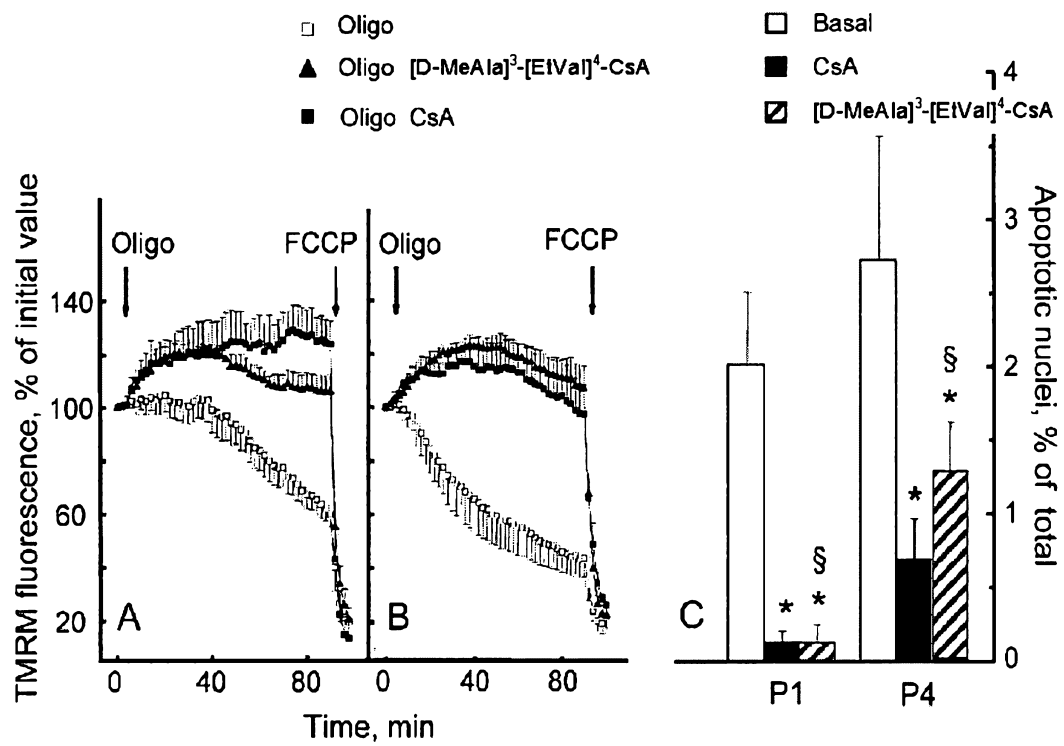 Oligo
Oligo [D-MeAla]³-[EtVal]⁴-CsA
Oligo CsA
Basal
CsA
[D-MeAla]³-[EtVal]⁴-CsA
TMRM fluorescence, % of initial value
140
100
60
20
Oligo
FCCP
A
0
40
80
Oligo
FCCP
B
0
40
80
Time, min
C
*
§
*
*
§
*
P1
P4
4
3
2
1
0
Apoptotic nuclei, % of total